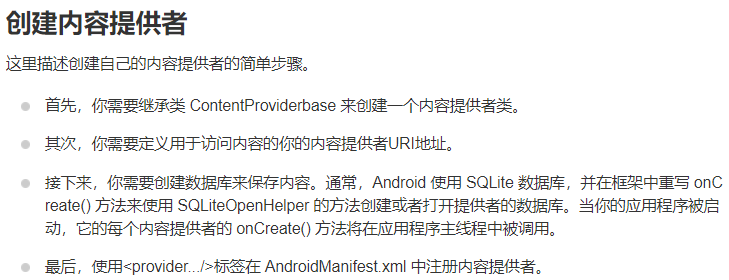 创建内容提供者
这里描述创建自己的内容提供者的简单步骤。
首先，你需要继承类 ContentProviderbase 来创建一个内容提供者类。
其次，你需要定义用于访问内容的你的内容提供者URI地址。
接下来，你需要创建数据库来保存内容。通常，Android 使用 SQLite 数据库，并在框架中重写 onC
reate() 方法来使用 SQLiteOpenHelper 的方法创建或者打开提供者的数据库。当你的应用程序被启
动，它的每个内容提供者的 onCreate() 方法将在应用程序主线程中被调用。
最后，使用<provider.../>标签在 AndroidManifest.xml 中注册内容提供者。